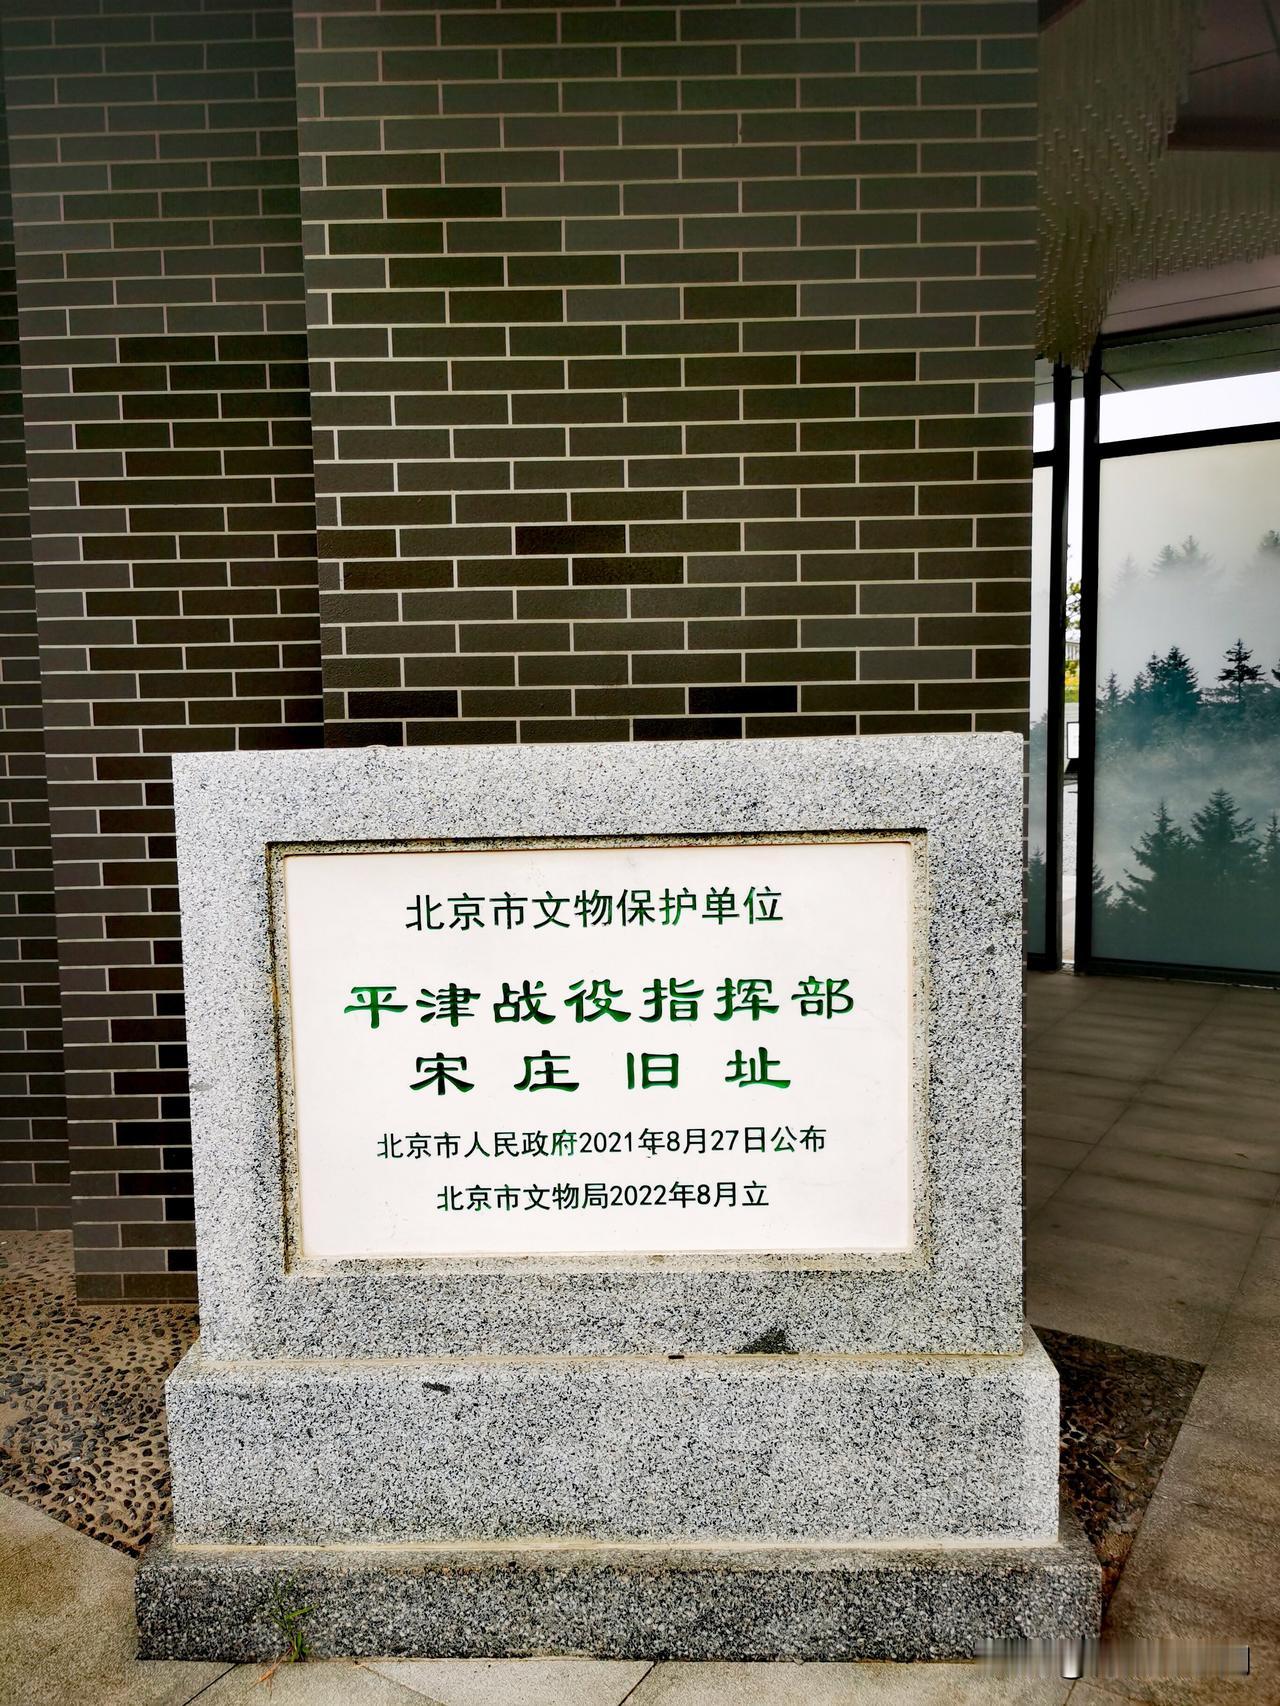 北京市文物保护单位
平津战役指挥部
宋庄旧址
北京市人民政府2021年8月27日公布
北京市文物局2022年8月立